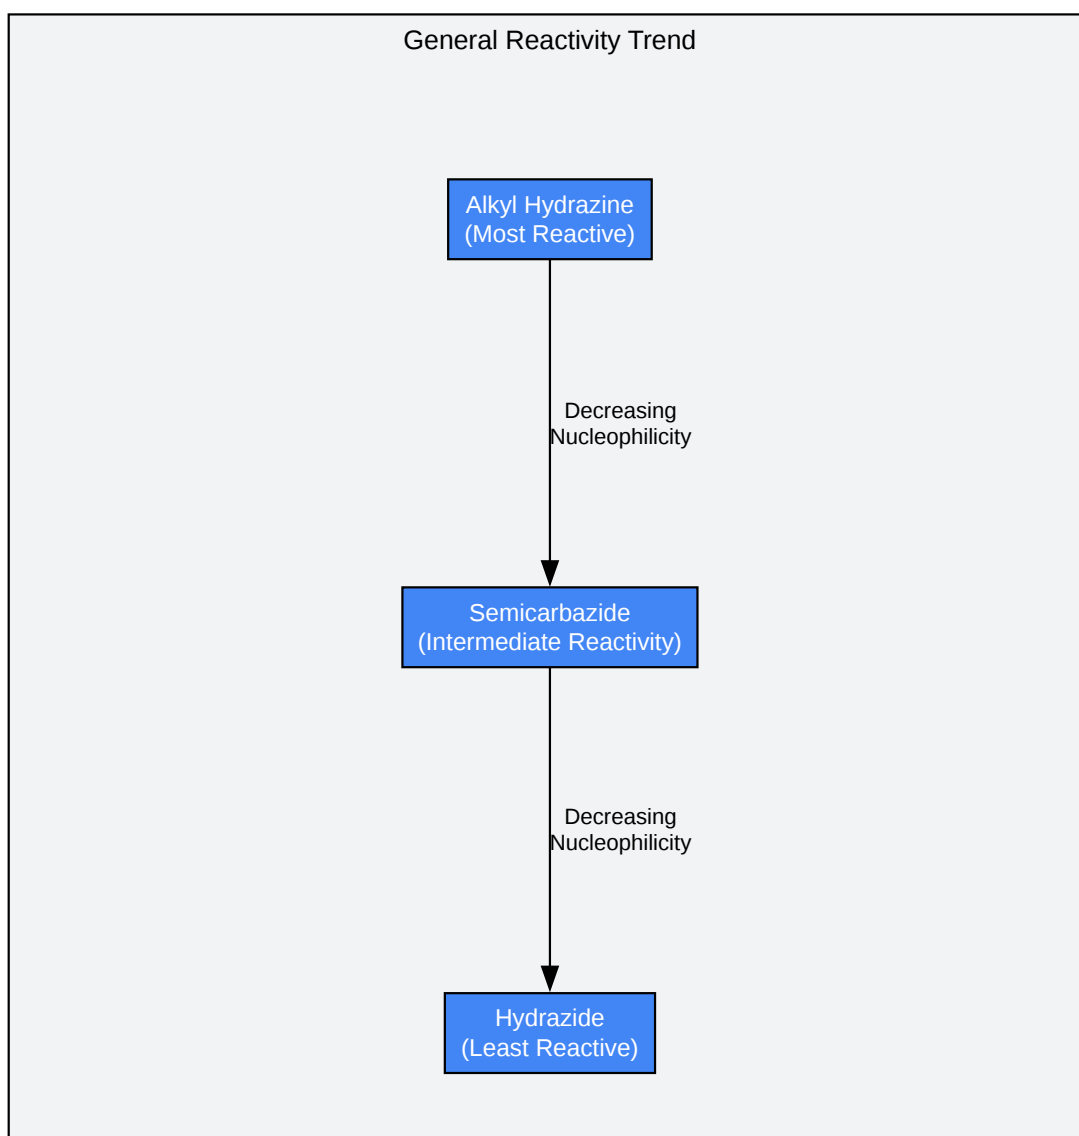 General Reactivity Trend
Alkyl Hydrazine
(Most Reactive)
Decreasing
Nucleophilicity
Semicarbazide
(Intermediate Reactivity)
Decreasing
Nucleophilicity
Hydrazide
(Least Reactive)